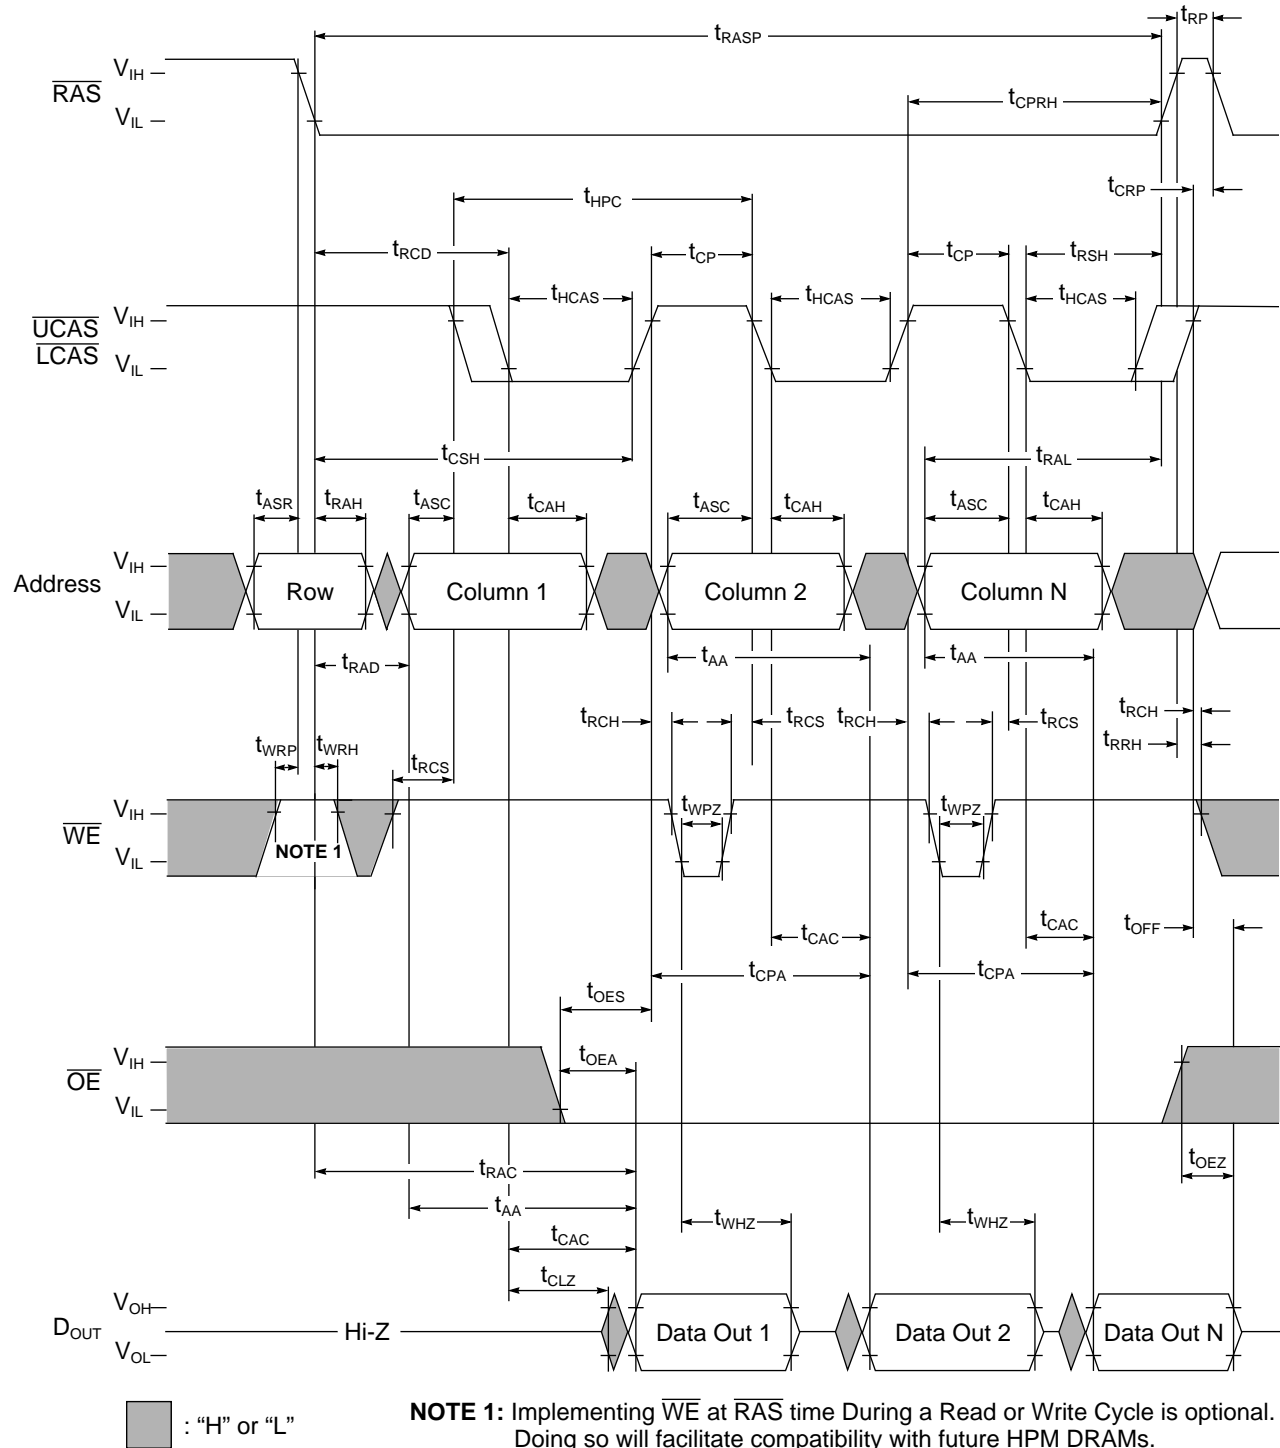 tRP
tRASP
RAS VIH
VIL
tCPRH
tCRP
tHPC
tRCD tCP tCP tRSH
tHCAS tHCAS tHCAS
UCAS VIH
LCAS VIL
tCSH tRAL
tASR tRAH tASC tCAH tASC tCAH tASC tCAH
Address VIH
VIL
Row Column 1 Column 2 Column N
tRAD tAA tAA
tRCH tRCS tRCH tRCS tRCH
tWRP tWRH tRCS tRRH
WE VIH
VIL
NOTE 1 tWPZ tWPZ
tCAC tCAC tOFF
tCPA tCPA
tOES
OE VIH
VIL
tOEA
tRAC tOEZ
tAA tWHZ tWHZ
tCAC
tCLZ
DOUT VOH
VOL
Hi-Z Data Out 1 Data Out 2 Data Out N
: “H” or “L”
NOTE 1: Implementing WE at RAS time During a Read or Write Cycle is optional.
Doing so will facilitate compatibility with future HPM DRAMs.